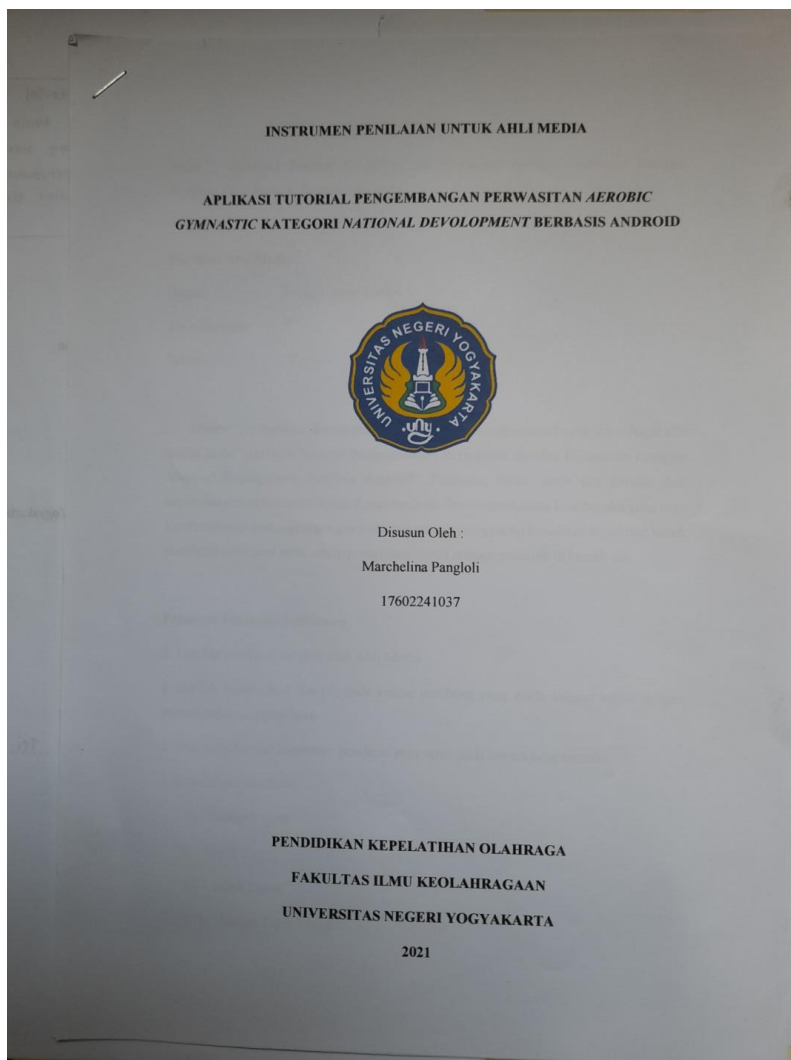 INSTRUMEN PENILAIAN UNTUK AHLI MEDIA
APLIKASI TUTORIAL PENGEMBANGAN PERWASITAN AEROBIC
GYMNASTIC KATEGORI NATIONAL DEVOLOPMENT BERBASIS ANDROID
UNIVERSITAS NEGERI YOGYAKARTA
uny
Disusun Oleh :
Marchelina Pangloli
17602241037
PENDIDIKAN KEPELATIHAN OLAHRAGA
FAKULTAS ILMU KEOLAHRAGAAN
UNIVERSITAS NEGERI YOGYAKARTA
2021